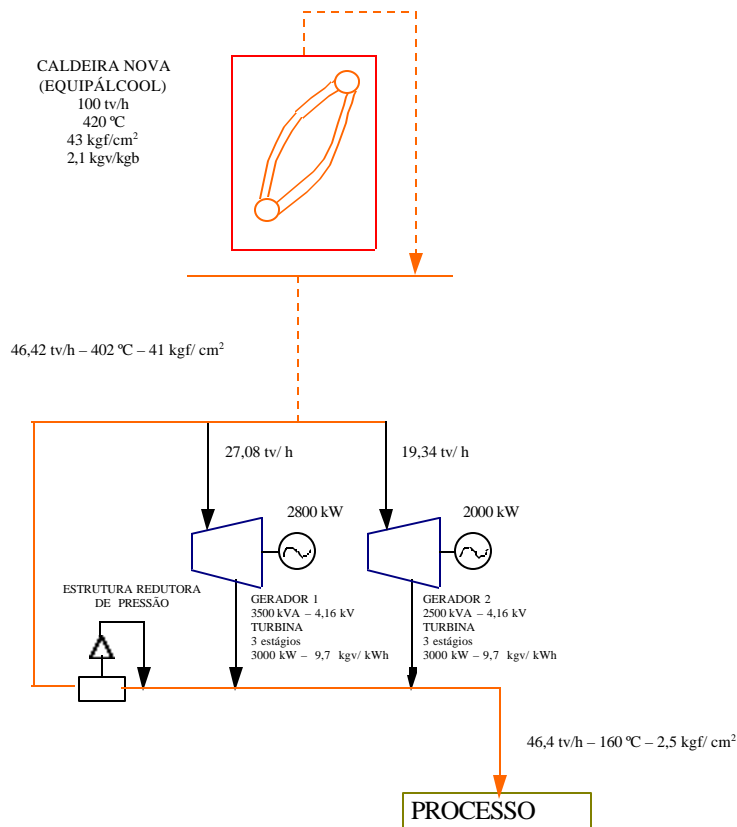 CALDEIRA NOVA
(EQUIPÁLCOOL)
100 tv/h
420 ºC
43 kgf/cm²
2,1 kgv/kgb
46,42 tv/h – 402 ºC – 41 kgf/ cm²
27,08 tv/ h
19,34 tv/ h
2800 kW
2000 kW
ESTRUTURA REDUTORA
DE PRESSÃO
GERADOR 1
3500 kVA – 4,16 kV
TURBINA
3 estágios
3000 kW – 9,7 kgv/ kWh
GERADOR 2
2500 kVA – 4,16 kV
TURBINA
3 estágios
3000 kW – 9,7 kgv/ kWh
46,4 tv/h – 160 ºC – 2,5 kgf/ cm²
PROCESSO